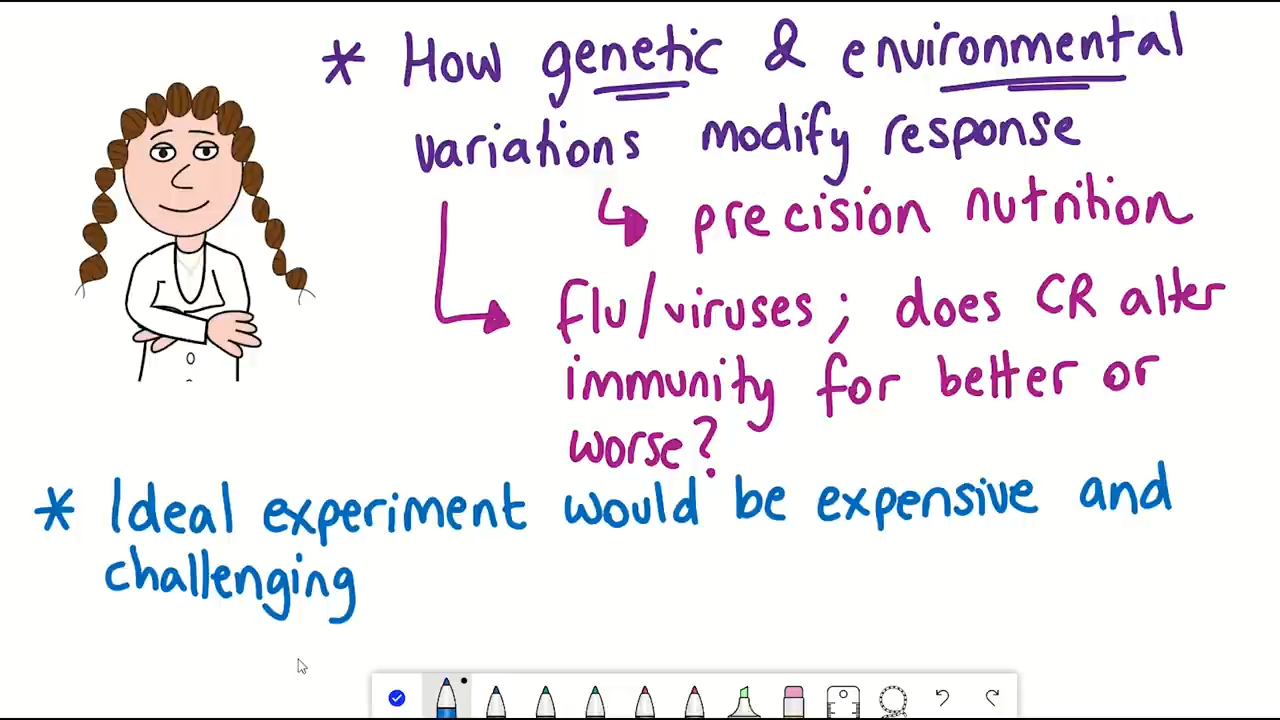 * How genetic & environmental
variations modify response
↳ precision nutrition
→ flu/viruses; does CR alter
immunity for better or
worse?
* Ideal experiment would be expensive and
challenging